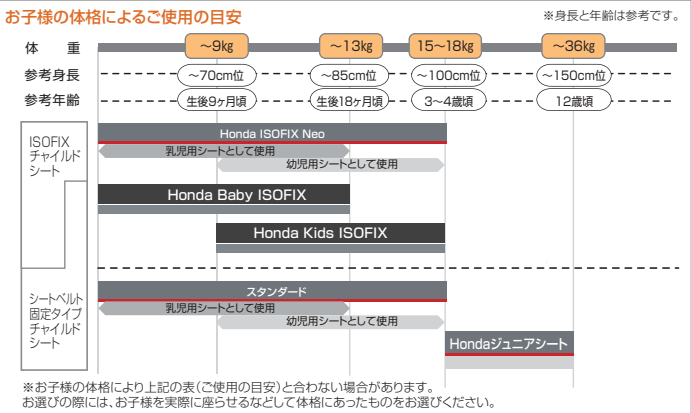 お子様の体格によるご使用の目安
※身長と年齢は参考です。
体 重 ～9kg ～13kg 15～18kg ～36kg
参考身長 ～70cm位 ～85cm位 ～100cm位 ～150cm位
参考年齢 生後9ヶ月頃 生後18ヶ月頃 3～4歳頃 12歳頃
ISOFIX
チャイルド
シート
Honda ISOFIX Neo
乳児用シートとして使用
幼児用シートとして使用
Honda Baby ISOFIX
Honda Kids ISOFIX
シートベルト
固定タイプ
チャイルド
シート
スタンダード
乳児用シートとして使用
幼児用シートとして使用
Hondaジュニアシート
※お子様の体格により上記の表(ご使用の目安)と合わない場合があります。
お選びの際には、お子様を実際に座らせるなどして体格にあったものをお選びください。